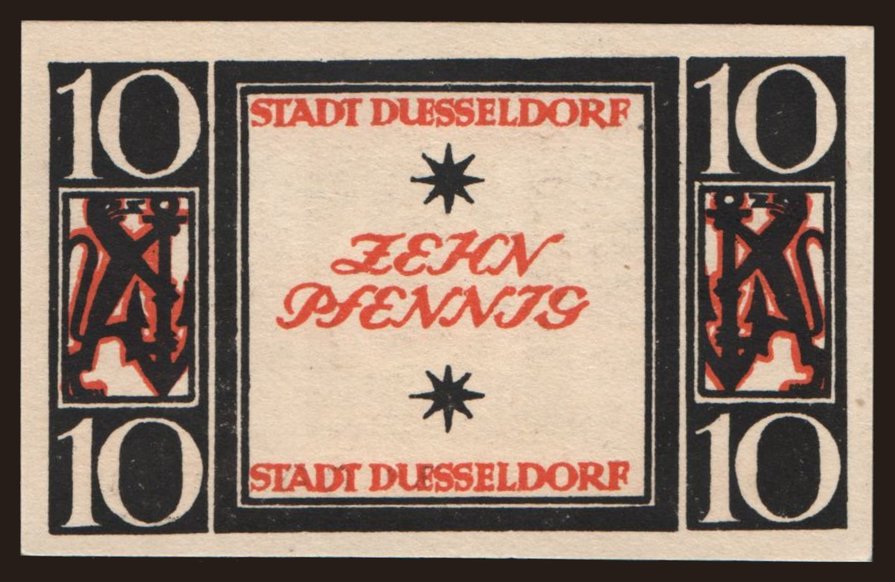 10 10
STADT DUESSELDORF
ZEHN
PFENNIG
STADT DUESSELDORF
10 10